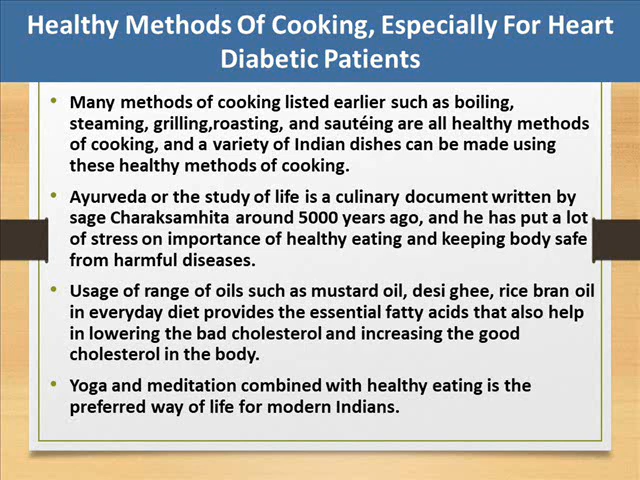 Healthy Methods Of Cooking, Especially For Heart
Diabetic Patients
• Many methods of cooking listed earlier such as boiling,
steaming, grilling,roasting, and sautéing are all healthy methods
of cooking, and a variety of Indian dishes can be made using
these healthy methods of cooking.
• Ayurveda or the study of life is a culinary document written by
sage Charaksamhita around 5000 years ago, and he has put a lot
of stress on importance of healthy eating and keeping body safe
from harmful diseases.
• Usage of range of oils such as mustard oil, desi ghee, rice bran oil
in everyday diet provides the essential fatty acids that also help
in lowering the bad cholesterol and increasing the good
cholesterol in the body.
• Yoga and meditation combined with healthy eating is the
preferred way of life for modern Indians.